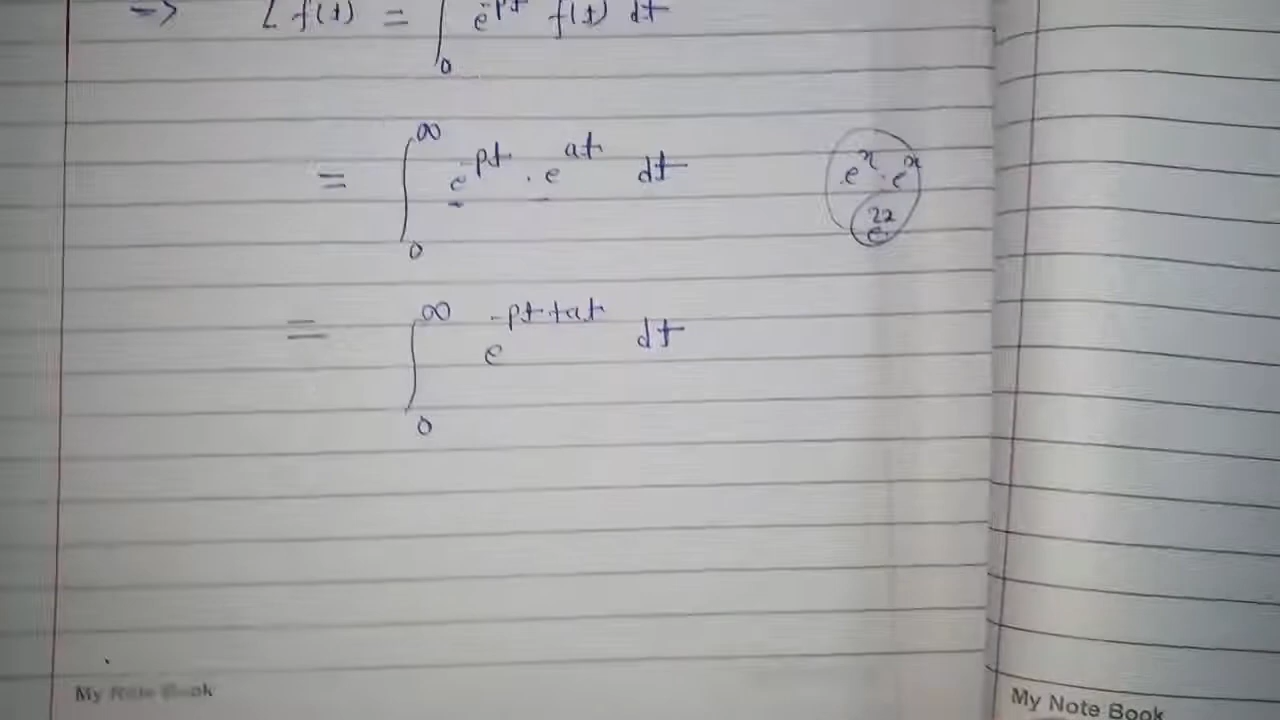 -> L f(t) = ∫₀ e^-pt f(t) dt
= ∫₀^∞ e^-pt . e^at dt
e^x . e^x
e^2x
= ∫₀^∞ e^-pt+at dt
My Note Book
My Note Book